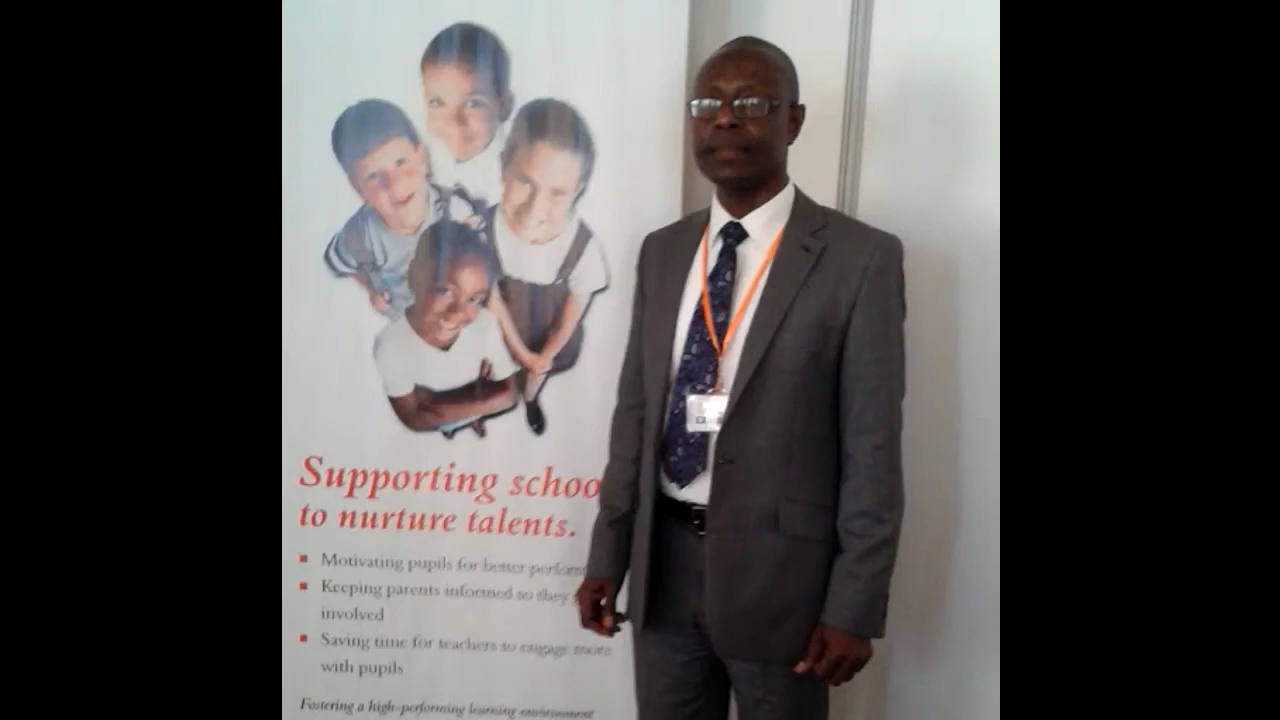 Supporting schoo
to nurture talents.
Motivating pupils for better perform
Keeping parents informed so they
involved
Saving time for teachers to engage more
with pupils
Fostering a high-performing learning environment